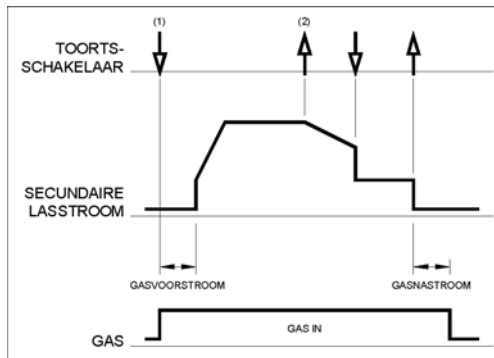 (1)
(2)
TOORTS-
SCHAKELAAR
SECUNDAIRE
LASSTROOM
GASVOORSTROOM
GASNASTROOM
GAS IN
GAS